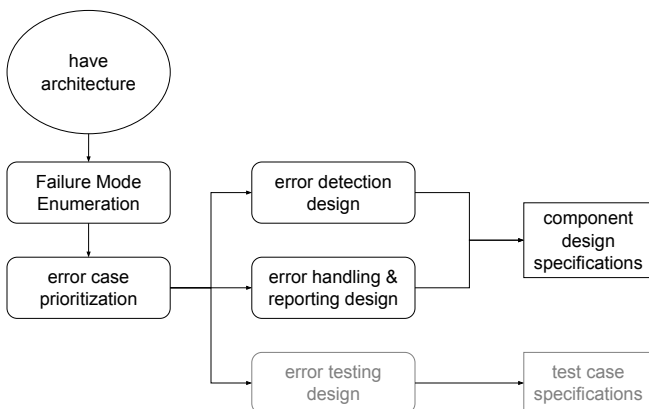 have
architecture
Failure Mode
Enumeration
error case
prioritization
error detection
design
error handling &
reporting design
error testing
design
component
design
specifications
test case
specifications